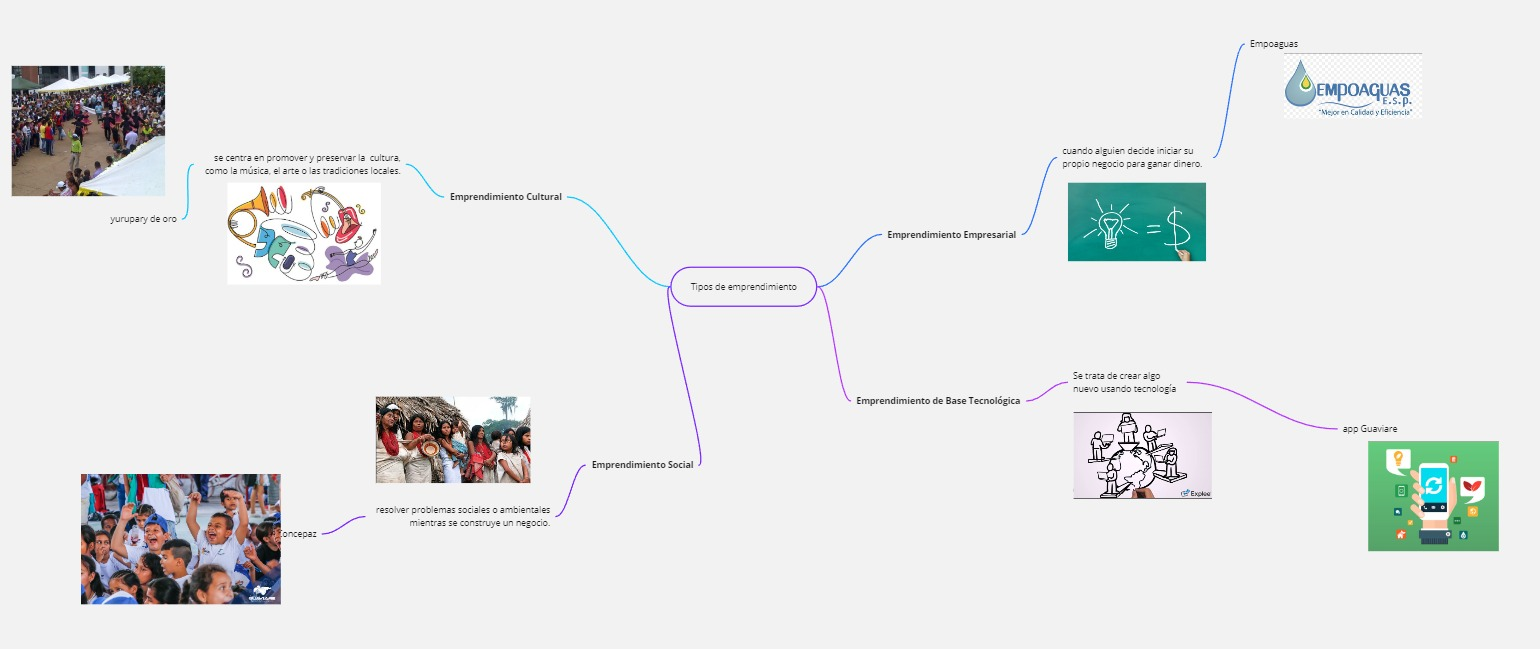 Tipos de emprendimiento
Emprendimiento Cultural
se centra en promover y preservar la cultura,
como la música, el arte o las tradiciones locales.
yurupary de oro
Emprendimiento Social
resolver problemas sociales o ambientales
mientras se construye un negocio.
oncepaz
Emprendimiento Empresarial
cuando alguien decide iniciar su
propio negocio para ganar dinero.
= $
Empoaguas
EMPOAGUAS
E.S.P.
"Mejor en Calidad y Eficiencia"
Emprendimiento de Base Tecnológica
Se trata de crear algo
nuevo usando tecnología
Explee
app Guaviare